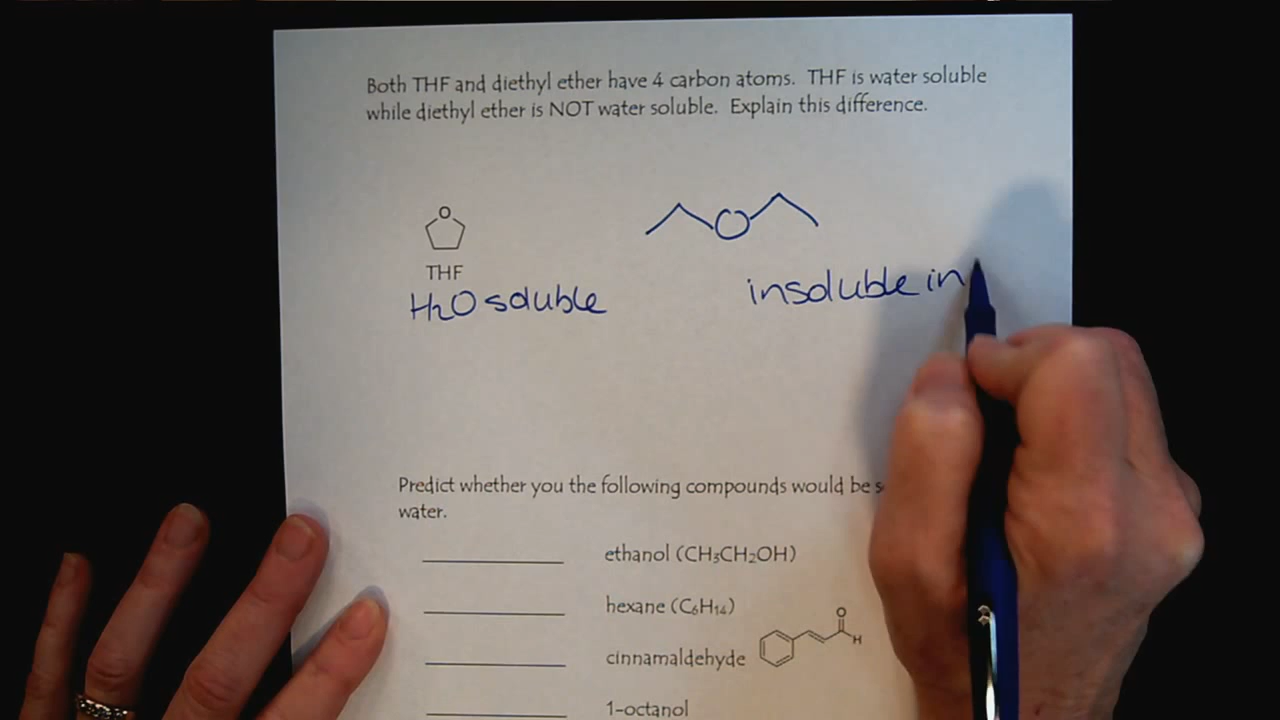 Both THF and diethyl ether have 4 carbon atoms. THF is water soluble
while diethyl ether is NOT water soluble. Explain this difference.
O
O
THF
H₂O soluble
insoluble in
Predict whether you the following compounds would be s
water.
ethanol (CH₃CH₂OH)
hexane (C₆H₁₄)
O
H
cinnamaldehyde
1-octanol